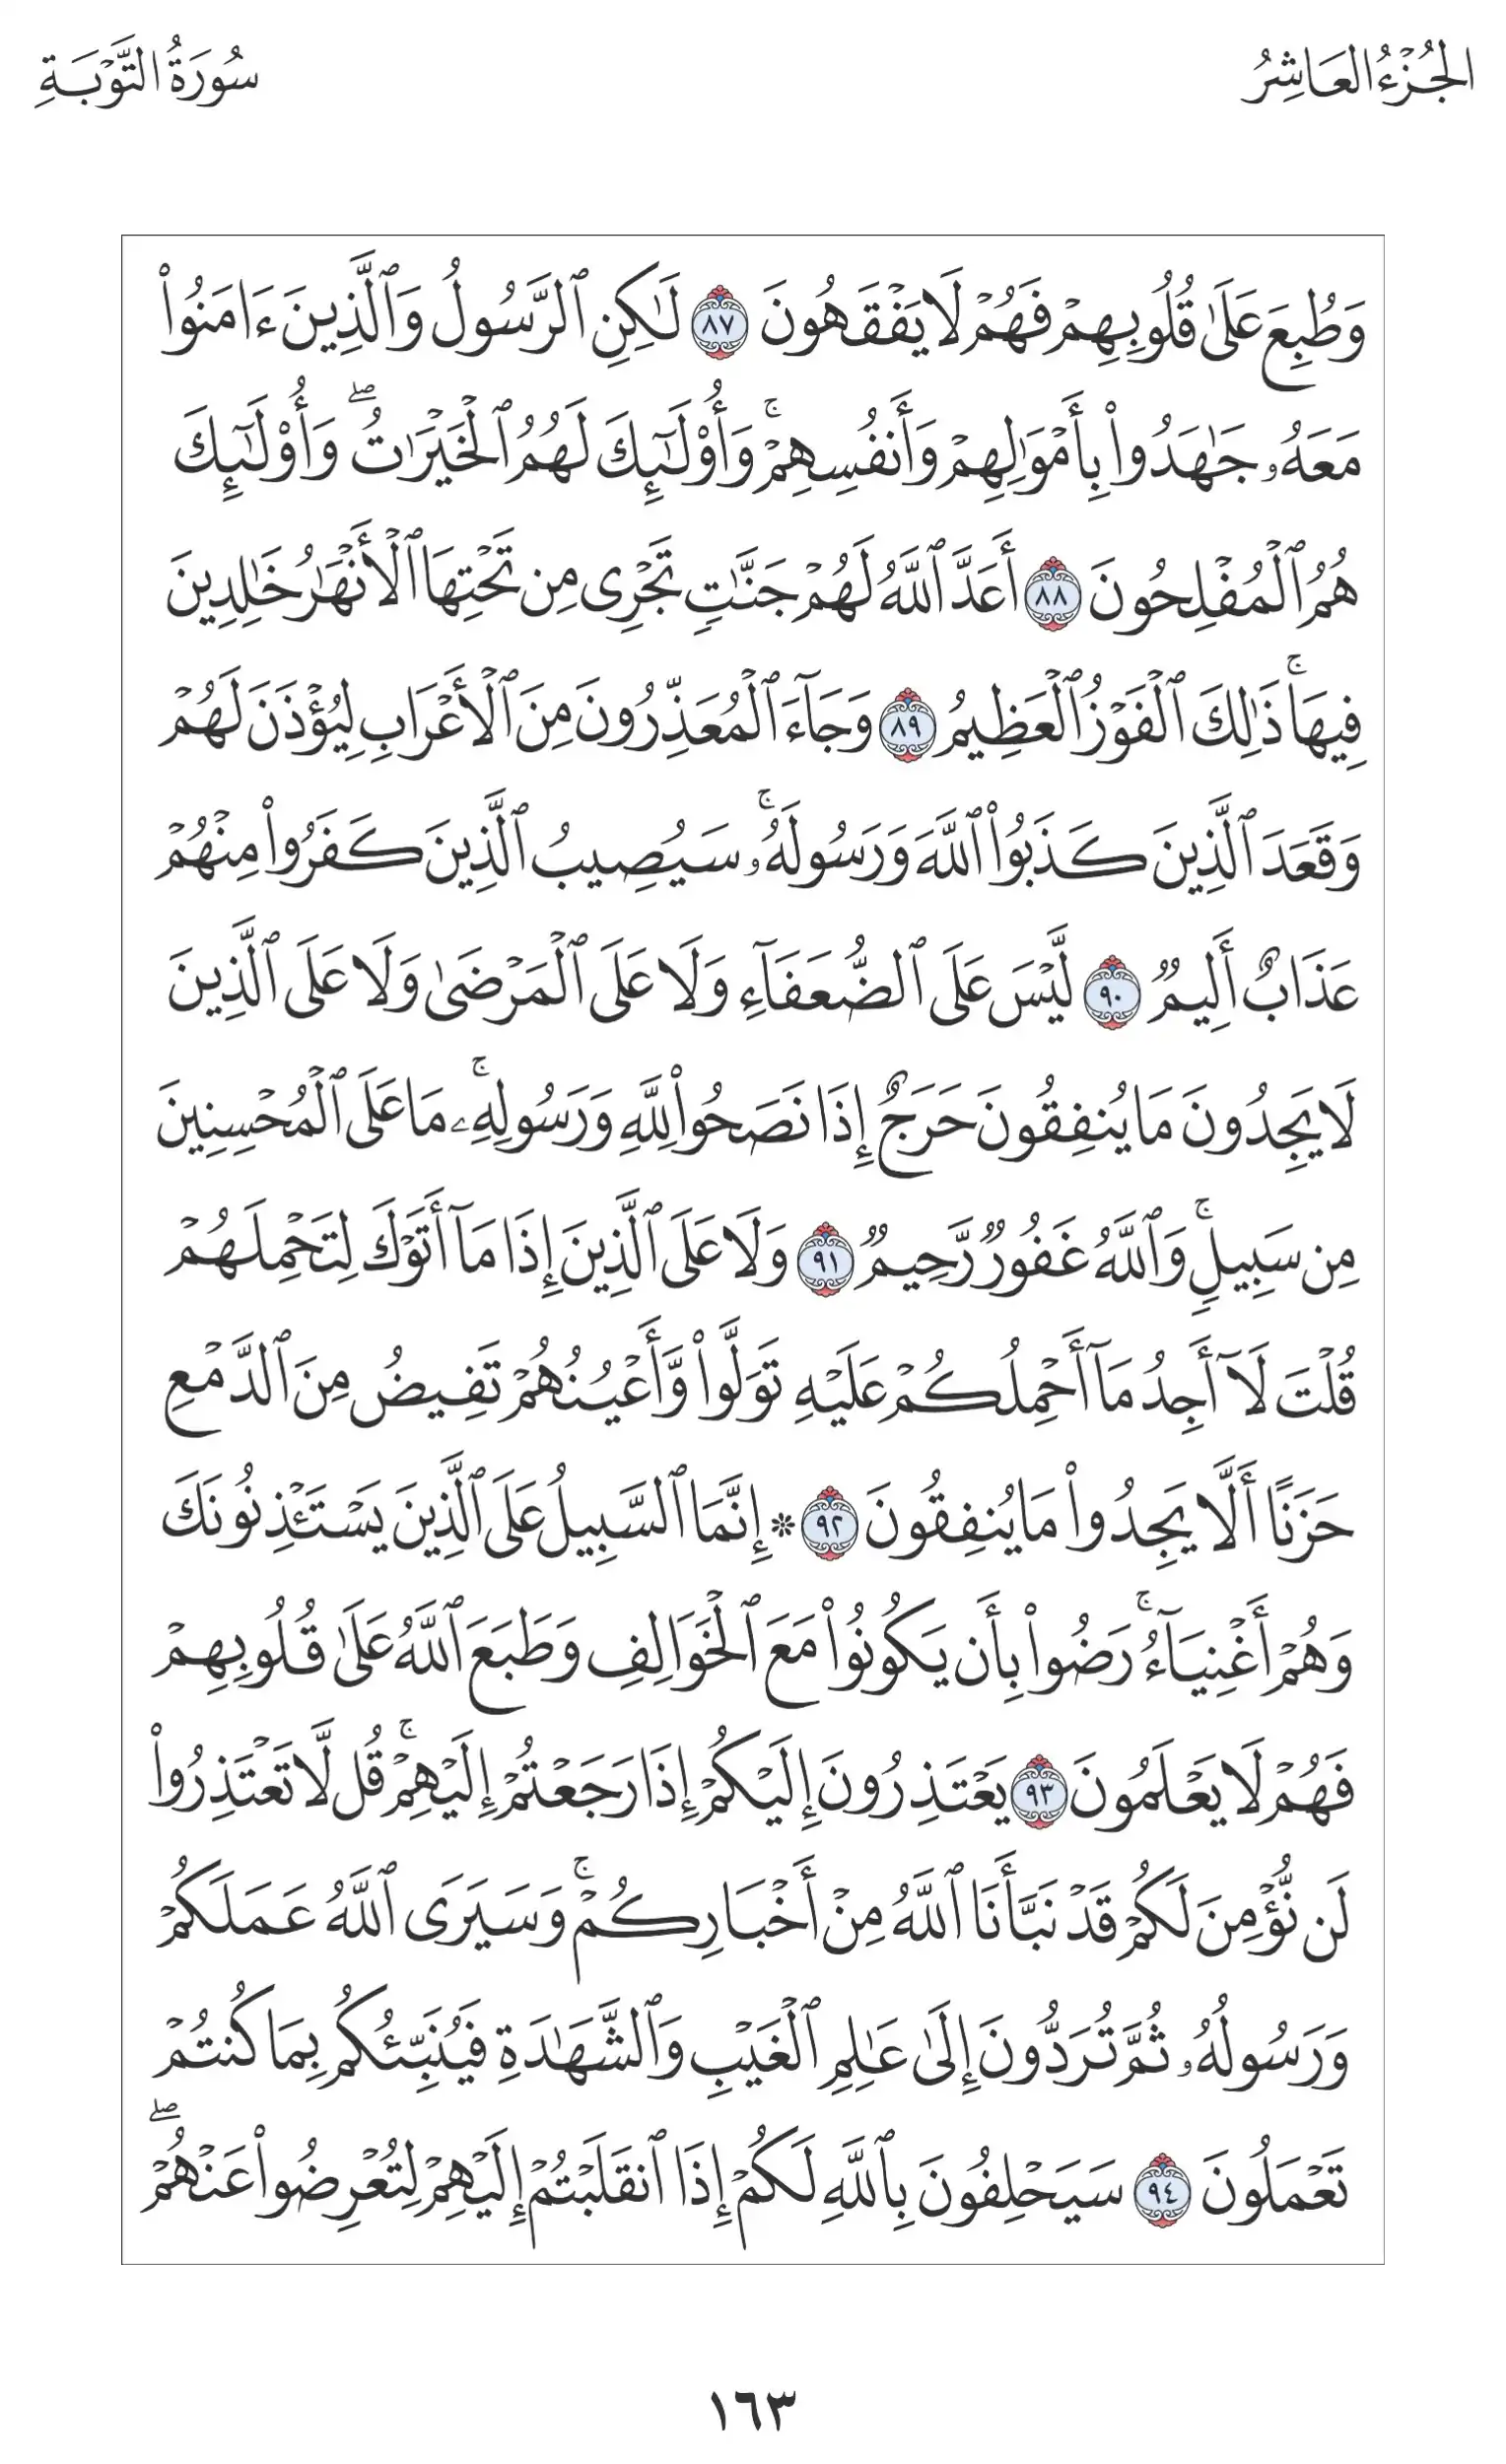 الجُزْءُ العَاشِرُ
سُورَةُ التَّوْبَةِ
وَطُبِعَ عَلَىٰ قُلُوبِهِمْ فَهُمْ لَا يَفْقَهُونَ ٨٧ لَٰكِنِ ٱلرَّسُولُ وَٱلَّذِينَ ءَامَنُوا۟
مَعَهُۥ جَٰهَدُوا۟ بِأَمْوَٰلِهِمْ وَأَنفُسِهِمْ ۚ وَأُو۟لَٰٓئِكَ لَهُمُ ٱلْخَيْرَٰتُ ۖ وَأُو۟لَٰٓئِكَ
هُمُ ٱلْمُفْلِحُونَ ٨٨ أَعَدَّ ٱللَّهُ لَهُمْ جَنَّٰتٍ تَجْرِى مِن تَحْتِهَا ٱلْأَنْهَٰرُ خَٰلِدِينَ
فِيهَا ۚ ذَٰلِكَ ٱلْفَوْزُ ٱلْعَظِيمُ ٨٩ وَجَآءَ ٱلْمُعَذِّرُونَ مِنَ ٱلْأَعْرَابِ لِيُؤْذَنَ لَهُمْ
وَقَعَدَ ٱلَّذِينَ كَذَبُوا۟ ٱللَّهَ وَرَسُولَهُۥ ۚ سَيُصِيبُ ٱلَّذِينَ كَفَرُوا۟ مِنْهُمْ
عَذَابٌ أَلِيمٌ ٩٠ لَّيْسَ عَلَى ٱلضُّعَفَآءِ وَلَا عَلَى ٱلْمَرْضَىٰ وَلَا عَلَى ٱلَّذِينَ
لَا يَجِدُونَ مَا يُنفِقُونَ حَرَجٌ إِذَا نَصَحُوا۟ لِلَّهِ وَرَسُولِهِۦ ۚ مَا عَلَى ٱلْمُحْسِنِينَ
مِن سَبِيلٍ ۚ وَٱللَّهُ غَفُورٌ رَّحِيمٌ ٩١ وَلَا عَلَى ٱلَّذِينَ إِذَا مَآ أَتَوْكَ لِتَحْمِلَهُمْ
قُلْتَ لَآ أَجِدُ مَآ أَحْمِلُكُمْ عَلَيْهِ تَوَلَّوا۟ وَّأَعْيُنُهُمْ تَفِيضُ مِنَ ٱلدَّمْعِ
حَزَنًا أَلَّا يَجِدُوا۟ مَا يُنفِقُونَ ٩٢ ۞ إِنَّمَا ٱلسَّبِيلُ عَلَى ٱلَّذِينَ يَسْتَـْٔذِنُونَكَ
وَهُمْ أَغْنِيَآءُ ۚ رَضُوا۟ بِأَن يَكُونُوا۟ مَعَ ٱلْخَوَالِفِ وَطَبَعَ ٱللَّهُ عَلَىٰ قُلُوبِهِمْ
فَهُمْ لَا يَعْلَمُونَ ٩٣ يَعْتَذِرُونَ إِلَيْكُمْ إِذَا رَجَعْتُمْ إِلَيْهِمْ ۚ قُل لَّا تَعْتَذِرُوا۟
لَن نُّؤْمِنَ لَكُمْ قَدْ نَبَّأَنَا ٱللَّهُ مِنْ أَخْبَارِكُمْ ۚ وَسَيَرَى ٱللَّهُ عَمَلَكُمْ
وَرَسُولُهُۥ ثُمَّ تُرَدُّونَ إِلَىٰ عَٰلِمِ ٱلْغَيْبِ وَٱلشَّهَٰدَةِ فَيُنَبِّئُكُم بِمَا كُنتُمْ
تَعْمَلُونَ ٩٤ سَيَحْلِفُونَ بِٱللَّهِ لَكُمْ إِذَا ٱنقَلَبْتُمْ إِلَيْهِمْ لِتُعْرِضُوا۟ عَنْهُمْ ۖ
١٦٣